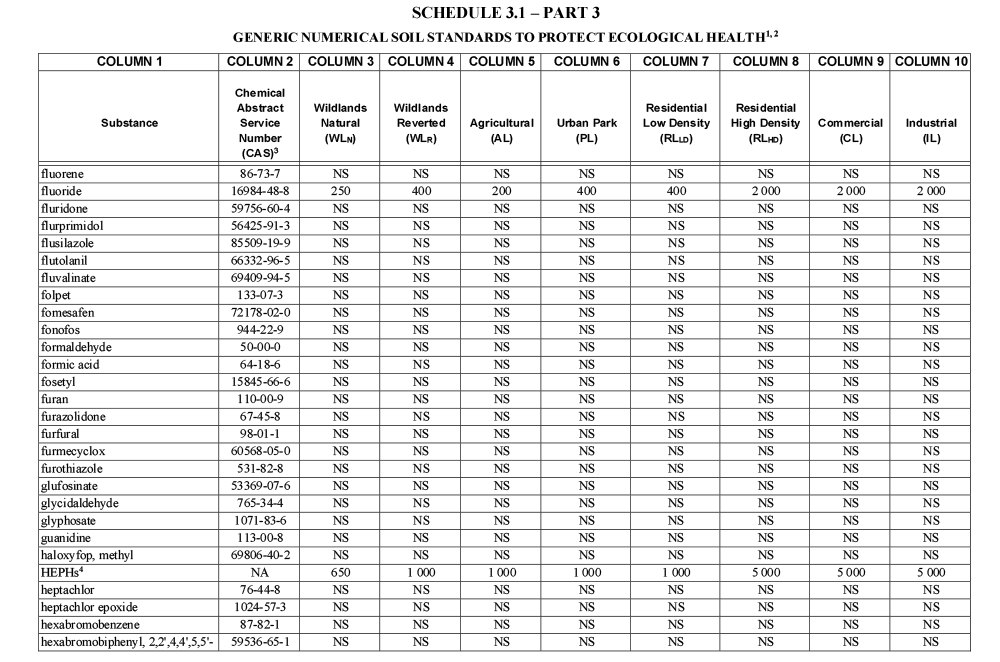 SCHEDULE 3.1 – PART 3
GENERIC NUMERICAL SOIL STANDARDS TO PROTECT ECOLOGICAL HEALTH1, 2
COLUMN 1 COLUMN 2 COLUMN 3 COLUMN 4 COLUMN 5 COLUMN 6 COLUMN 7 COLUMN 8 COLUMN 9 COLUMN 10
Substance Chemical Abstract Service Number (CAS)3 Wildlands Natural (WLN) Wildlands Reverted (WLR) Agricultural (AL) Urban Park (PL) Residential Low Density (RLLD) Residential High Density (RLHD) Commercial (CL) Industrial (IL)
fluorene 86-73-7 NS NS NS NS NS NS NS NS
fluoride 16984-48-8 250 400 200 400 400 2 000 2 000 2 000
fluridone 59756-60-4 NS NS NS NS NS NS NS NS
flurprimidol 56425-91-3 NS NS NS NS NS NS NS NS
flusilazole 85509-19-9 NS NS NS NS NS NS NS NS
flutolanil 66332-96-5 NS NS NS NS NS NS NS NS
fluvalinate 69409-94-5 NS NS NS NS NS NS NS NS
folpet 133-07-3 NS NS NS NS NS NS NS NS
fomesafen 72178-02-0 NS NS NS NS NS NS NS NS
fonofos 944-22-9 NS NS NS NS NS NS NS NS
formaldehyde 50-00-0 NS NS NS NS NS NS NS NS
formic acid 64-18-6 NS NS NS NS NS NS NS NS
fosetyl 15845-66-6 NS NS NS NS NS NS NS NS
furan 110-00-9 NS NS NS NS NS NS NS NS
furazolidone 67-45-8 NS NS NS NS NS NS NS NS
furfural 98-01-1 NS NS NS NS NS NS NS NS
furmecyclox 60568-05-0 NS NS NS NS NS NS NS NS
furothiazole 531-82-8 NS NS NS NS NS NS NS NS
glufosinate 53369-07-6 NS NS NS NS NS NS NS NS
glycidaldehyde 765-34-4 NS NS NS NS NS NS NS NS
glyphosate 1071-83-6 NS NS NS NS NS NS NS NS
guanidine 113-00-8 NS NS NS NS NS NS NS NS
haloxyfop, methyl 69806-40-2 NS NS NS NS NS NS NS NS
HEPHs4 NA 650 1 000 1 000 1 000 1 000 5 000 5 000 5 000
heptachlor 76-44-8 NS NS NS NS NS NS NS NS
heptachlor epoxide 1024-57-3 NS NS NS NS NS NS NS NS
hexabromobenzene 87-82-1 NS NS NS NS NS NS NS NS
hexabromobiphenyl, 2,2',4,4',5,5'- 59536-65-1 NS NS NS NS NS NS NS NS